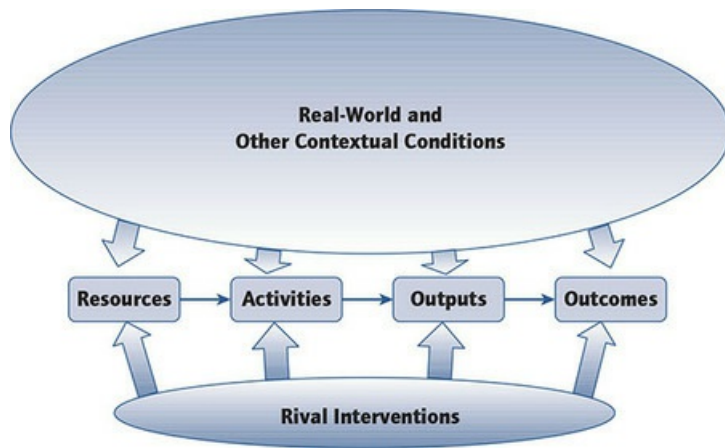 Real-World and
Other Contextual Conditions
Resources
Activities
Outputs
Outcomes
Rival Interventions